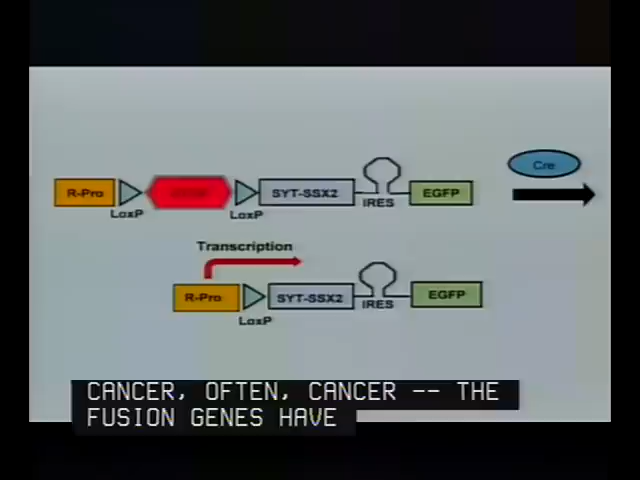 R-Pro
LoxP
LoxP
SYT-SSX2
IRES
EGFP
Cre
Transcription
R-Pro
LoxP
SYT-SSX2
IRES
EGFP
CANCER, OFTEN, CANCER -- THE
FUSION GENES HAVE